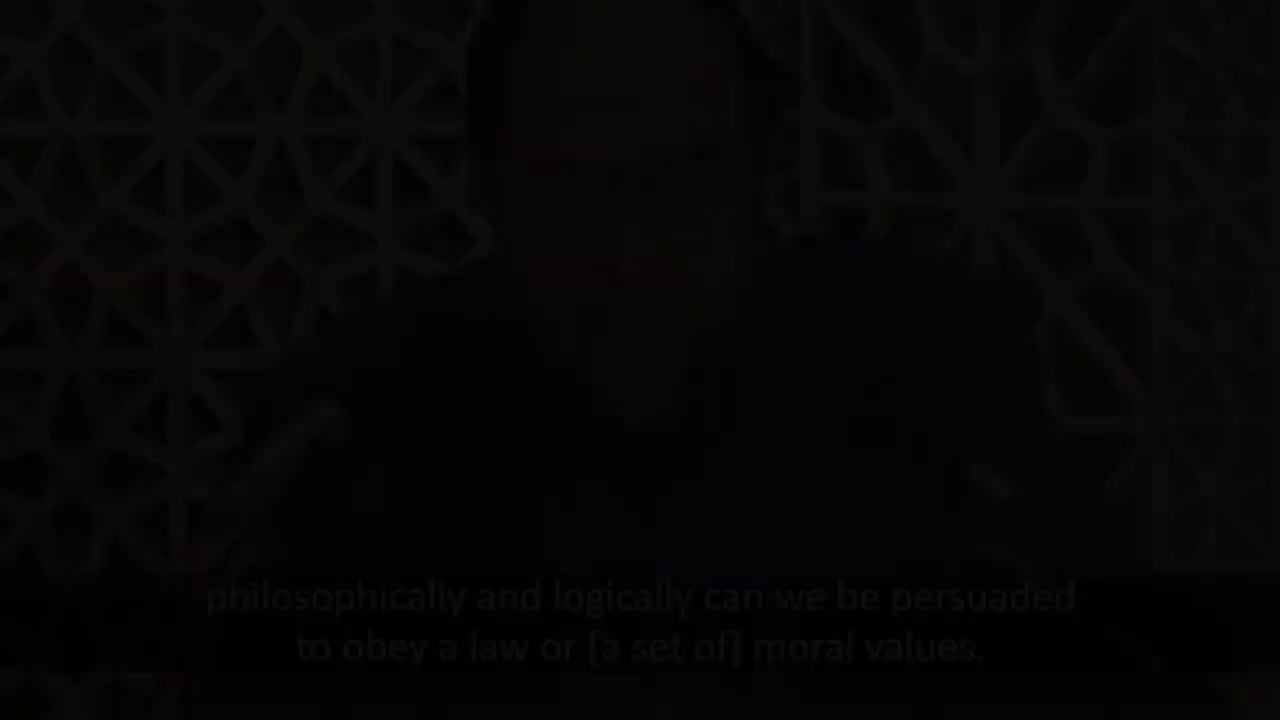 philosophically and logically can we be persuaded
to obey a law or [a set of] moral values.